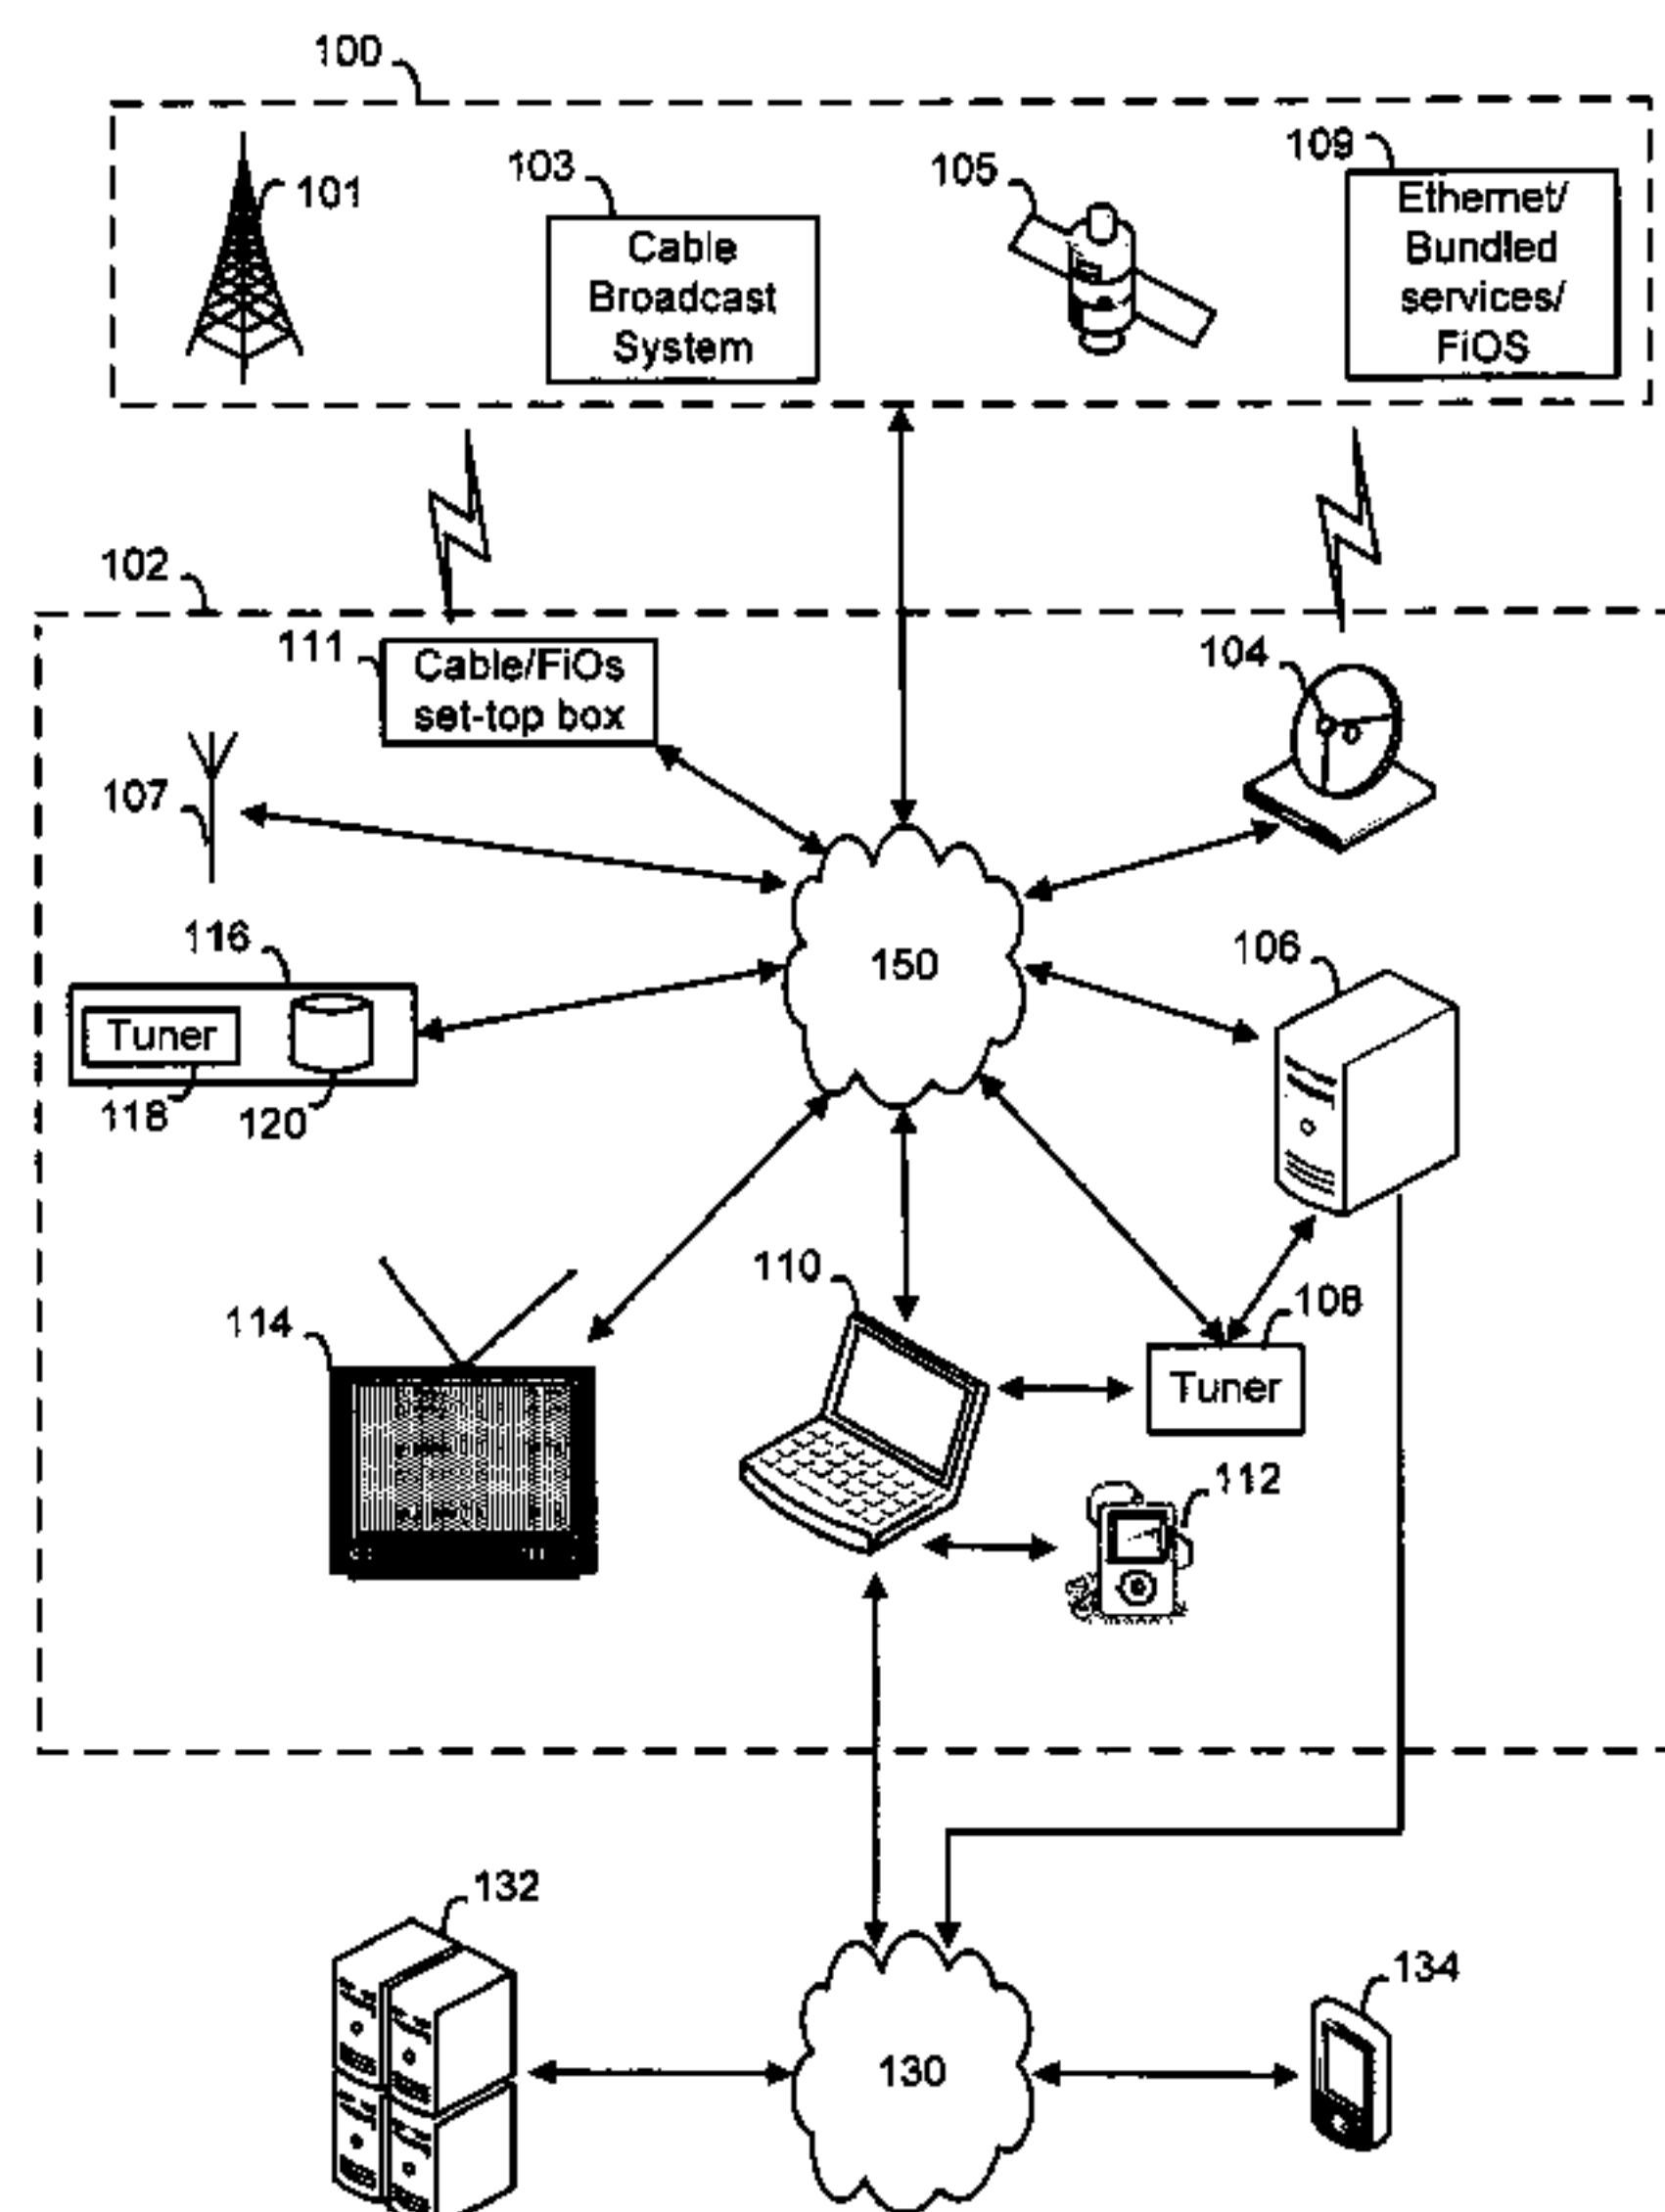 100
101
103
Cable
Broadcast
System
105
109
Ethernet/
Bundled
services/
FiOS
102
111
Cable/FiOs
set-top box
104
107
150
116
Tuner
118
120
106
110
108
Tuner
114
112
132
130
134